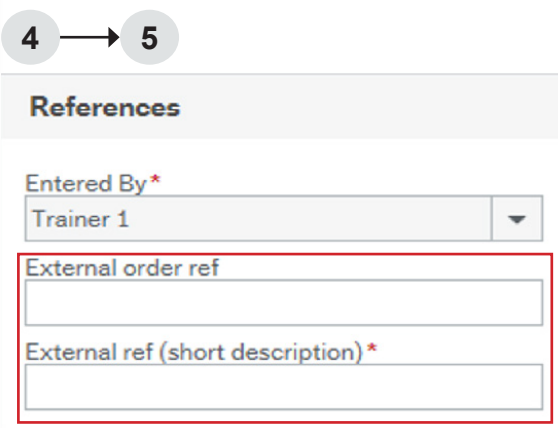 4 5
References
Entered By*
Trainer 1
External order ref
External ref (short description)*